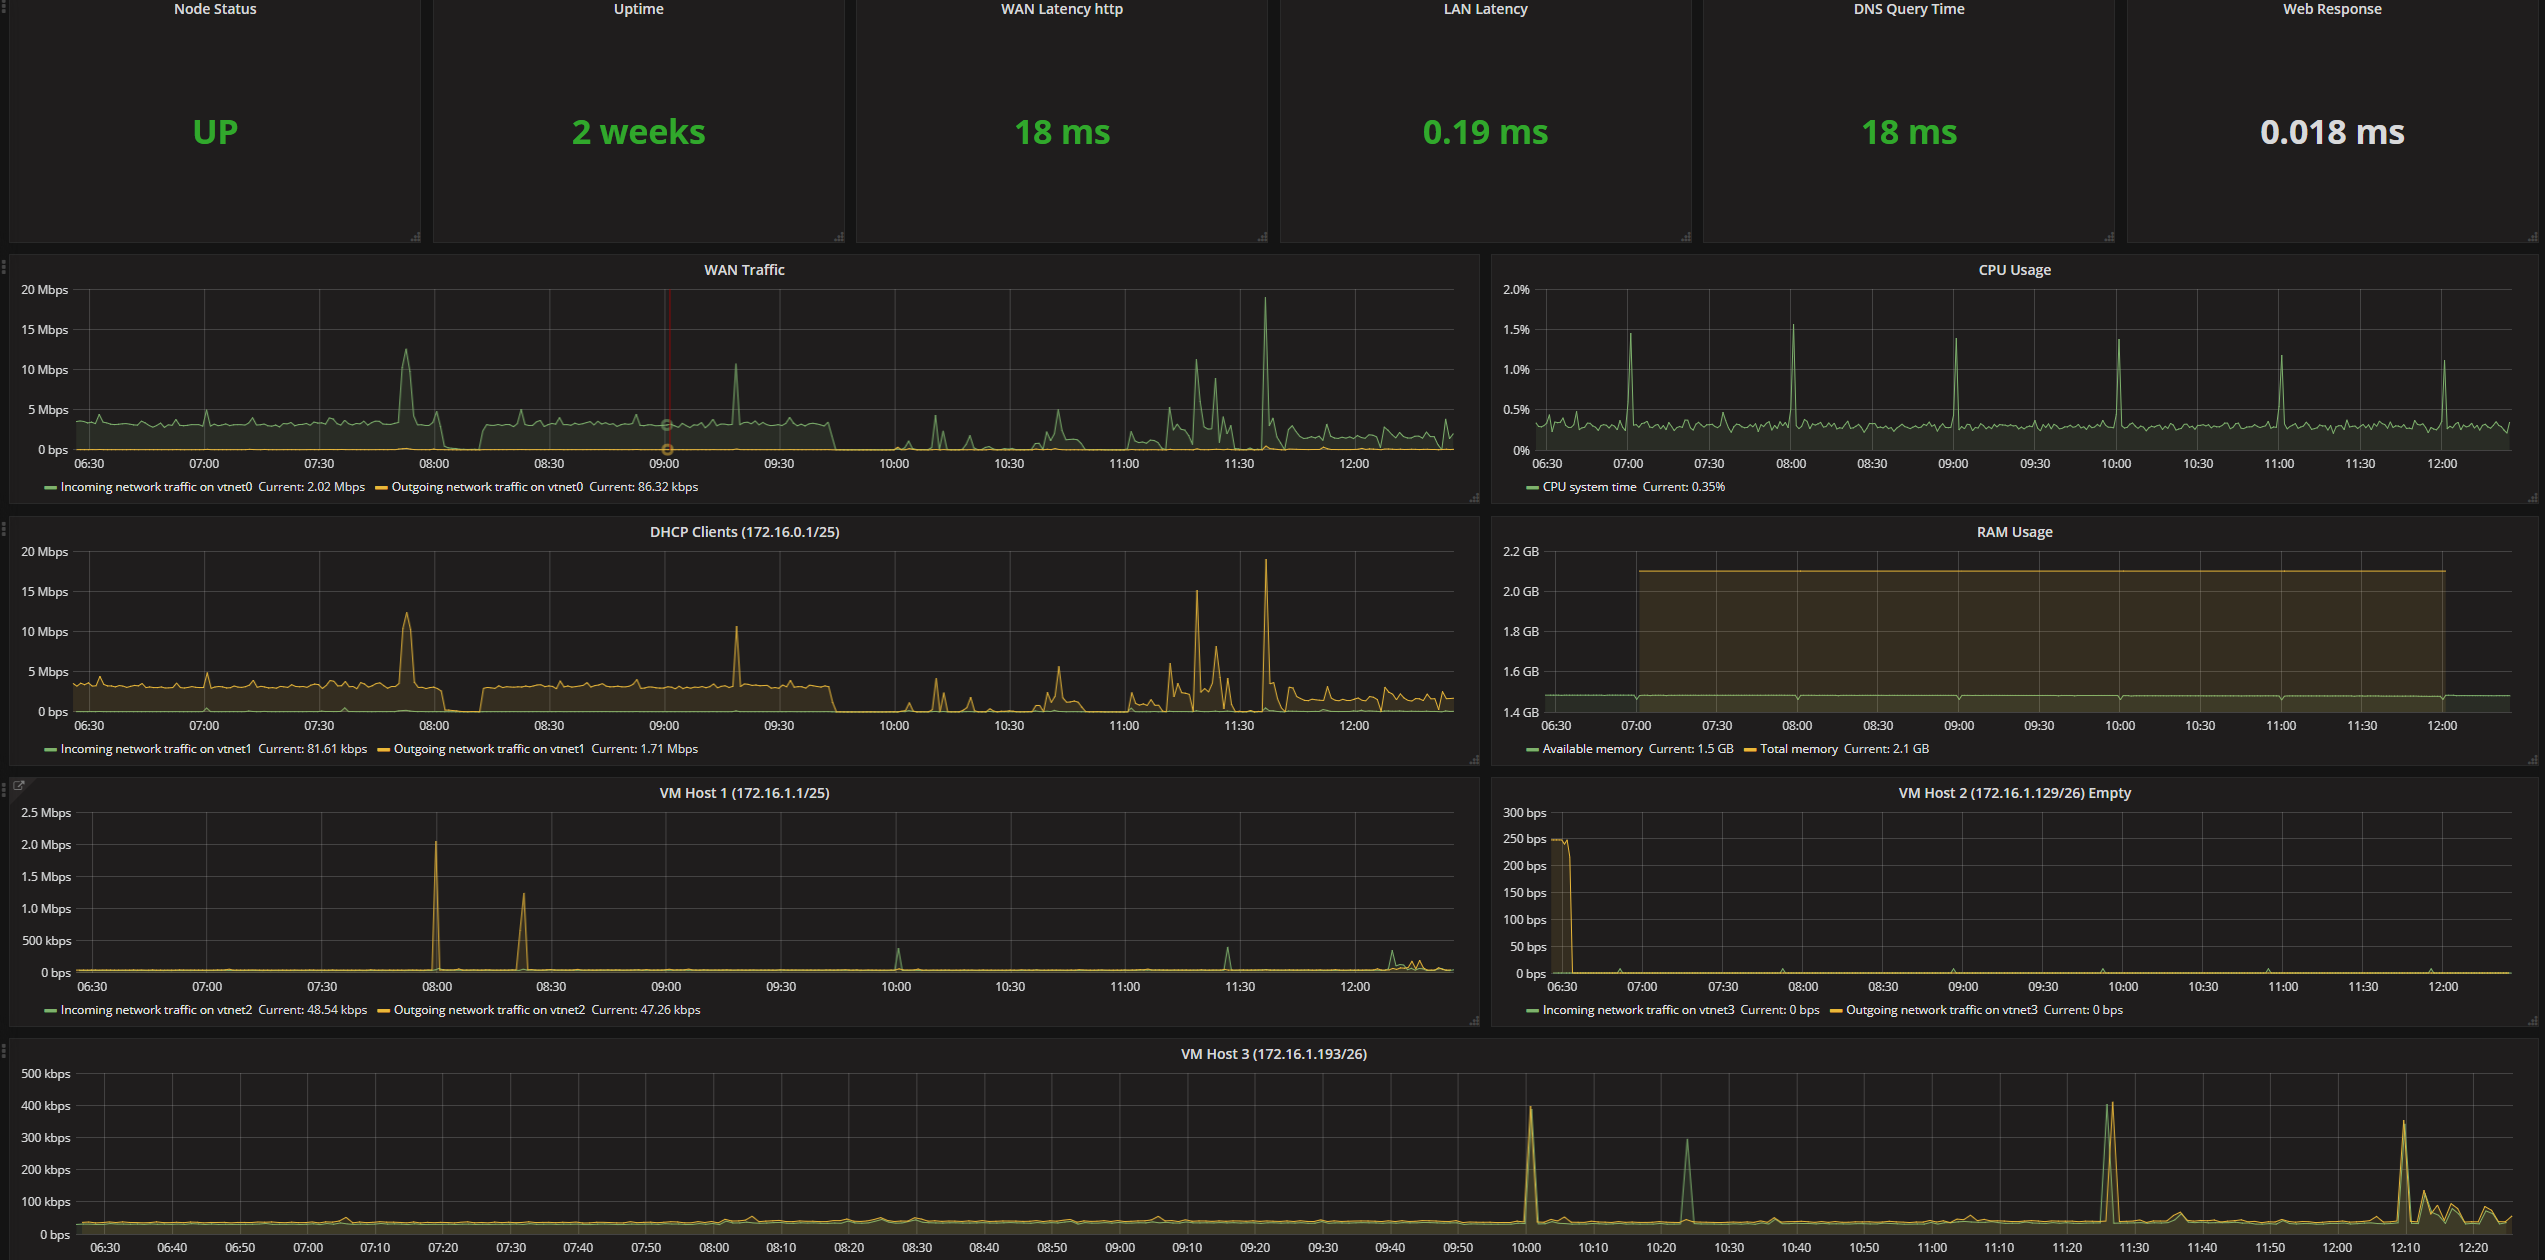 Node Status
Uptime
WAN Latency http
LAN Latency
DNS Query Time
Web Response
UP
2 weeks
18 ms
0.19 ms
18 ms
0.018 ms
WAN Traffic
20 Mbps
15 Mbps
10 Mbps
5 Mbps
0 bps
06:30 07:00 07:30 08:00 08:30 09:00 09:30 10:00 10:30 11:00 11:30 12:00
Incoming network traffic on vtnet0 Current: 2.02 Mbps Outgoing network traffic on vtnet0 Current: 86.32 kbps
CPU Usage
2.0%
1.5%
1.0%
0.5%
0%
06:30 07:00 07:30 08:00 08:30 09:00 09:30 10:00 10:30 11:00 11:30 12:00
CPU system time Current: 0.35%
DHCP Clients (172.16.0.1/25)
20 Mbps
15 Mbps
10 Mbps
5 Mbps
0 bps
06:30 07:00 07:30 08:00 08:30 09:00 09:30 10:00 10:30 11:00 11:30 12:00
Incoming network traffic on vtnet1 Current: 81.61 kbps Outgoing network traffic on vtnet1 Current: 1.71 Mbps
RAM Usage
2.2 GB
2.0 GB
1.8 GB
1.6 GB
1.4 GB
06:30 07:00 07:30 08:00 08:30 09:00 09:30 10:00 10:30 11:00 11:30 12:00
Available memory Current: 1.5 GB Total memory Current: 2.1 GB
VM Host 1 (172.16.1.1/25)
2.5 Mbps
2.0 Mbps
1.5 Mbps
1.0 Mbps
500 kbps
0 bps
06:30 07:00 07:30 08:00 08:30 09:00 09:30 10:00 10:30 11:00 11:30 12:00
Incoming network traffic on vtnet2 Current: 48.54 kbps Outgoing network traffic on vtnet2 Current: 47.26 kbps
VM Host 2 (172.16.1.129/26) Empty
300 bps
250 bps
200 bps
150 bps
100 bps
50 bps
0 bps
06:30 07:00 07:30 08:00 08:30 09:00 09:30 10:00 10:30 11:00 11:30 12:00
Incoming network traffic on vtnet3 Current: 0 bps Outgoing network traffic on vtnet3 Current: 0 bps
VM Host 3 (172.16.1.193/26)
500 kbps
400 kbps
300 kbps
200 kbps
100 kbps
0 bps
06:30 06:40 06:50 07:00 07:10 07:20 07:30 07:40 07:50 08:00 08:10 08:20 08:30 08:40 08:50 09:00 09:10 09:20 09:30 09:40 09:50 10:00 10:10 10:20 10:30 10:40 10:50 11:00 11:10 11:20 11:30 11:40 11:50 12:00 12:10 12:20